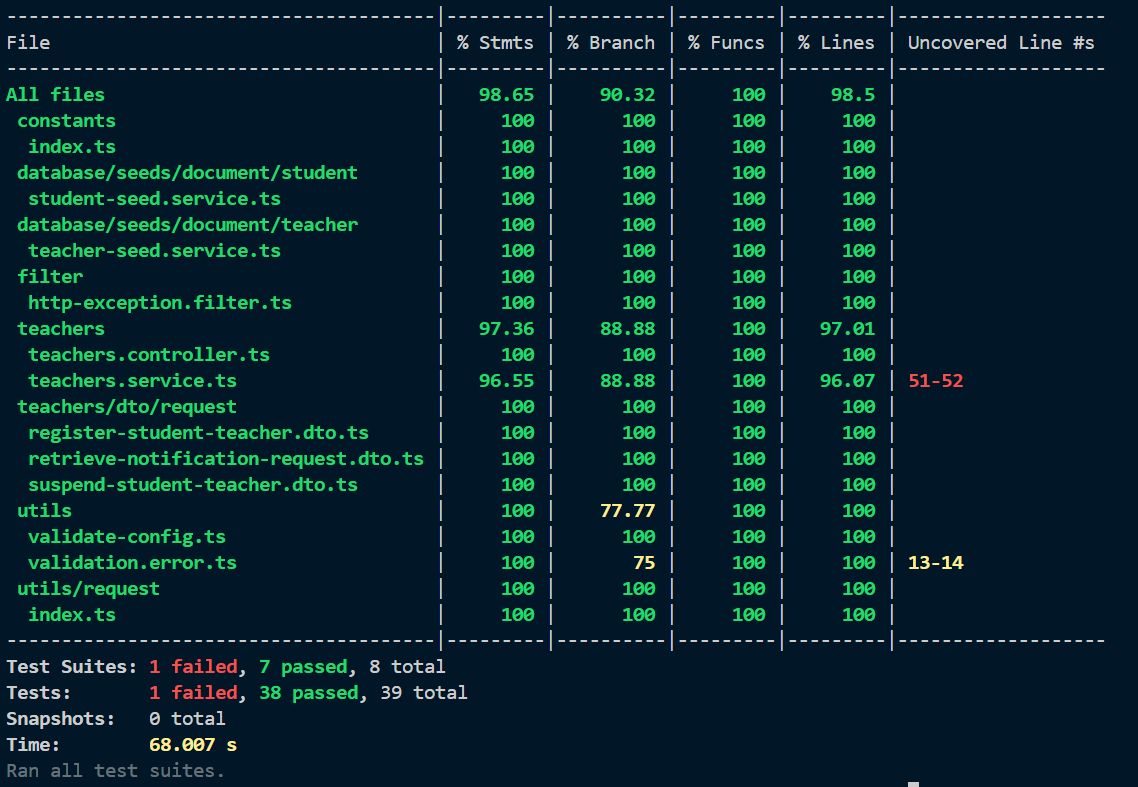 ---------------------------------------|---------|----------|---------|---------|-------------------
File                                   | % Stmts | % Branch | % Funcs | % Lines | Uncovered Line #s
---------------------------------------|---------|----------|---------|---------|-------------------
All files                              |   98.65 |    90.32 |     100 |    98.5 |
 constants                             |     100 |      100 |     100 |     100 |
  index.ts                             |     100 |      100 |     100 |     100 |
 database/seeds/document/student       |     100 |      100 |     100 |     100 |
  student-seed.service.ts              |     100 |      100 |     100 |     100 |
 database/seeds/document/teacher       |     100 |      100 |     100 |     100 |
  teacher-seed.service.ts              |     100 |      100 |     100 |     100 |
 filter                                |     100 |      100 |     100 |     100 |
  http-exception.filter.ts             |     100 |      100 |     100 |     100 |
 teachers                              |   97.36 |    88.88 |     100 |   97.01 |
  teachers.controller.ts               |     100 |      100 |     100 |     100 |
  teachers.service.ts                  |   96.55 |    88.88 |     100 |   96.07 | 51-52
 teachers/dto/request                  |     100 |      100 |     100 |     100 |
  register-student-teacher.dto.ts      |     100 |      100 |     100 |     100 |
  retrieve-notification-request.dto.ts |     100 |      100 |     100 |     100 |
  suspend-student-teacher.dto.ts       |     100 |      100 |     100 |     100 |
 utils                                 |     100 |    77.77 |     100 |     100 |
  validate-config.ts                   |     100 |      100 |     100 |     100 |
  validation.error.ts                  |     100 |       75 |     100 |     100 | 13-14
 utils/request                         |     100 |      100 |     100 |     100 |
  index.ts                             |     100 |      100 |     100 |     100 |
---------------------------------------|---------|----------|---------|---------|-------------------
Test Suites: 1 failed, 7 passed, 8 total
Tests:       1 failed, 38 passed, 39 total
Snapshots:   0 total
Time:        68.007 s
Ran all test suites.